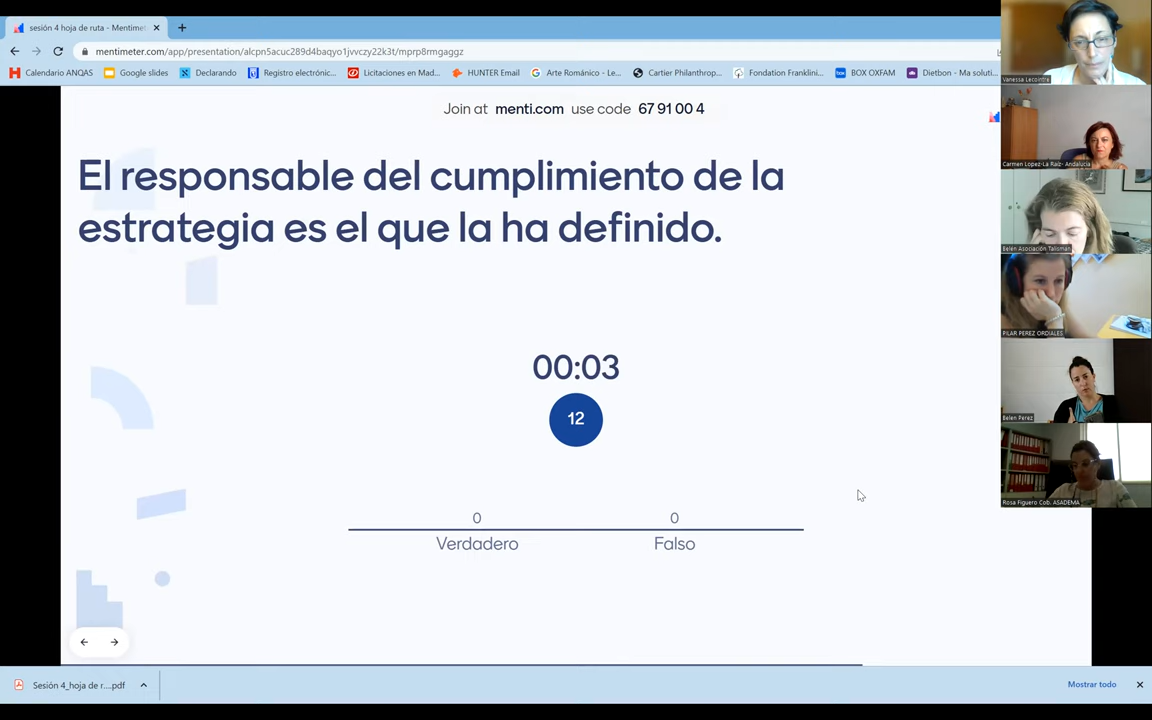 sesión 4 hoja de ruta - Mentimet
mentimeter.com/app/presentation/alcpn5acuc289d4baqyo1jvvczy22k3t/mprp8rmgaggz
Calendario ANQAS Google slides Declarando Registro electrónic... Licitaciones en Mad... HUNTER Email Arte Románico - Le... Cartier Philanthrop... Fondation Franklini... BOX OXFAM Dietbon - Ma soluti...
Join at menti.com use code 67 91 00 4
El responsable del cumplimiento de la
estrategia es el que la ha definido.
00:03
12
0 0
Verdadero Falso
Vanessa Lecointre
Carmen Lopez-La Raíz- Andalucía
Belén Asociación Talismán
PILAR PEREZ ORDIALES
Belen Perez
Rosa Figuero Cob. ASADEMA
Sesión 4_hoja de r....pdf
Mostrar todo